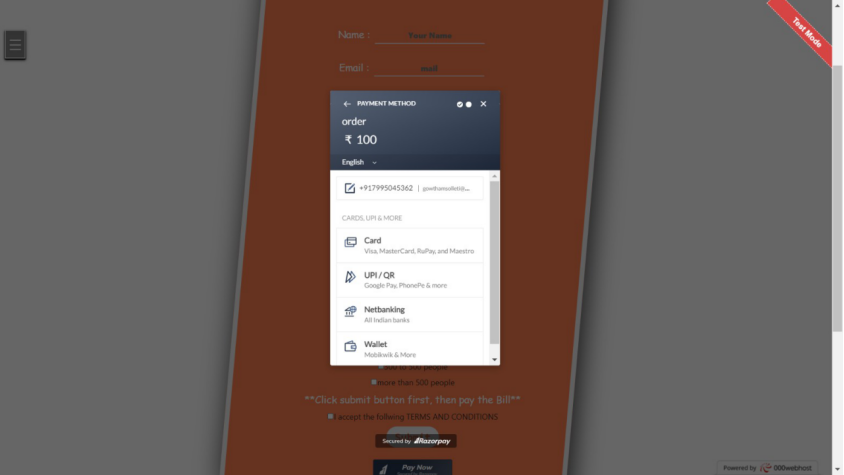 Name :
Your Name
Test Mode
Email :
mail
PAYMENT METHOD
order
₹ 100
English
+917995045362 | gowthamsolleti@...
CARDS, UPI & MORE
Card
Visa, MasterCard, RuPay, and Maestro
UPI / QR
Google Pay, PhonePe & more
Netbanking
All Indian banks
Wallet
Mobikwik & More
to 500 people
more than 500 people
**Click submit button first, then pay the Bill**
I accept the following TERMS AND CONDITIONS
Secured by Razorpay
Pay Now
Powered by 000webhost